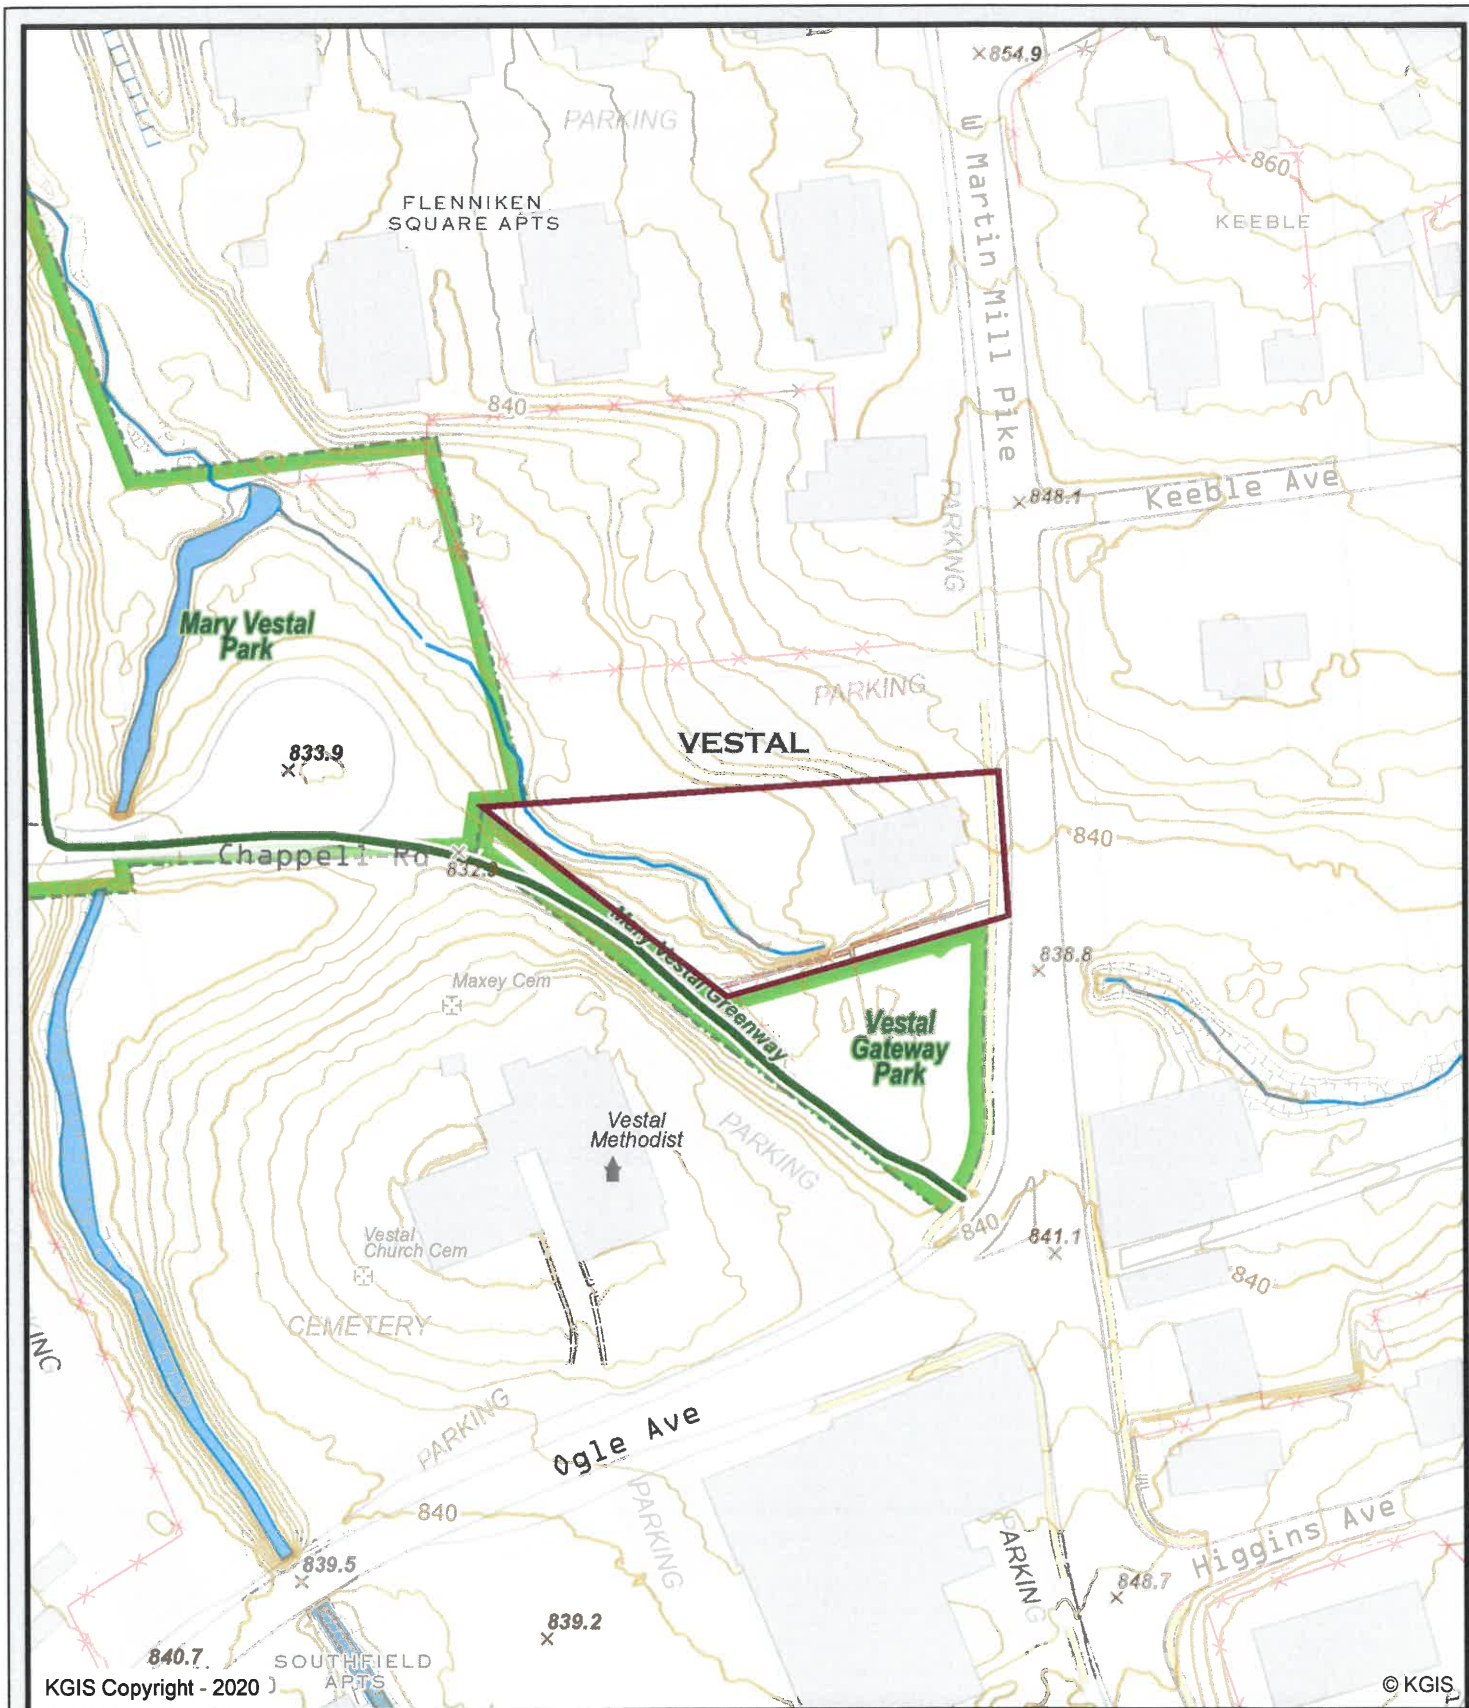 854.9
PARKING
W Martin Mill Pike
860
FLENNIKEN
SQUARE APTS
KEEBLE
840
848.1
Keeble Ave
PARKING
Mary Vestal
Park
PARKING
VESTAL
833.9
840
Chappell Rd
832.9
Mary Vestal Greenway
838.8
Maxey Cem
Vestal
Gateway
Park
Vestal
Methodist
PARKING
Vestal
Church Cem
840
841.1
840
CEMETERY
PARKING
Ogle Ave
840
PARKING
PARKING
Higgins Ave
839.5
848.7
839.2
840.7
SOUTHFIELD
APTS
KGIS Copyright - 2020
© KGIS